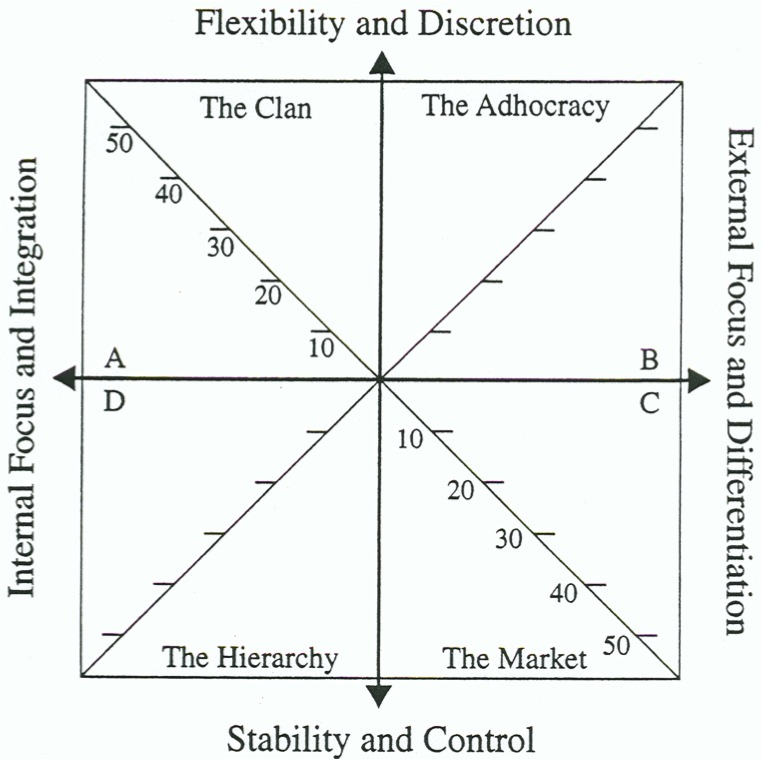 Flexibility and Discretion
The Clan
The Adhocracy
50
40
30
20
10
Internal Focus and Integration
External Focus and Differentiation
A
B
D
C
10
20
30
40
50
The Hierarchy
The Market
Stability and Control